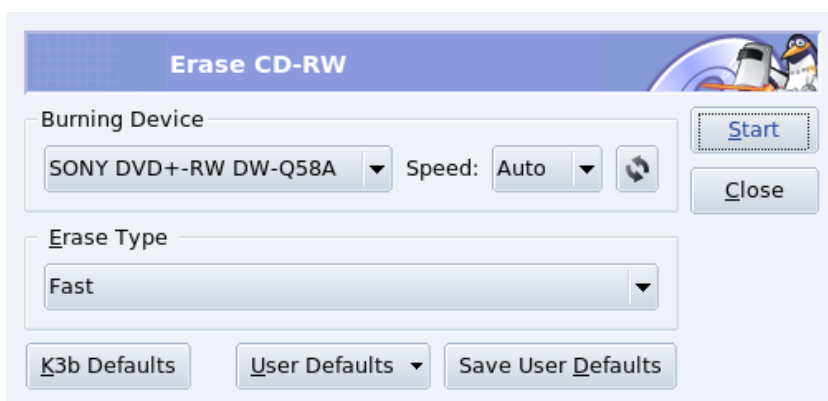 Erase CD-RW
Burning Device
SONY DVD+-RW DW-Q58A
Speed:
Auto
Start
Close
Erase Type
Fast
K3b Defaults
User Defaults
Save User Defaults